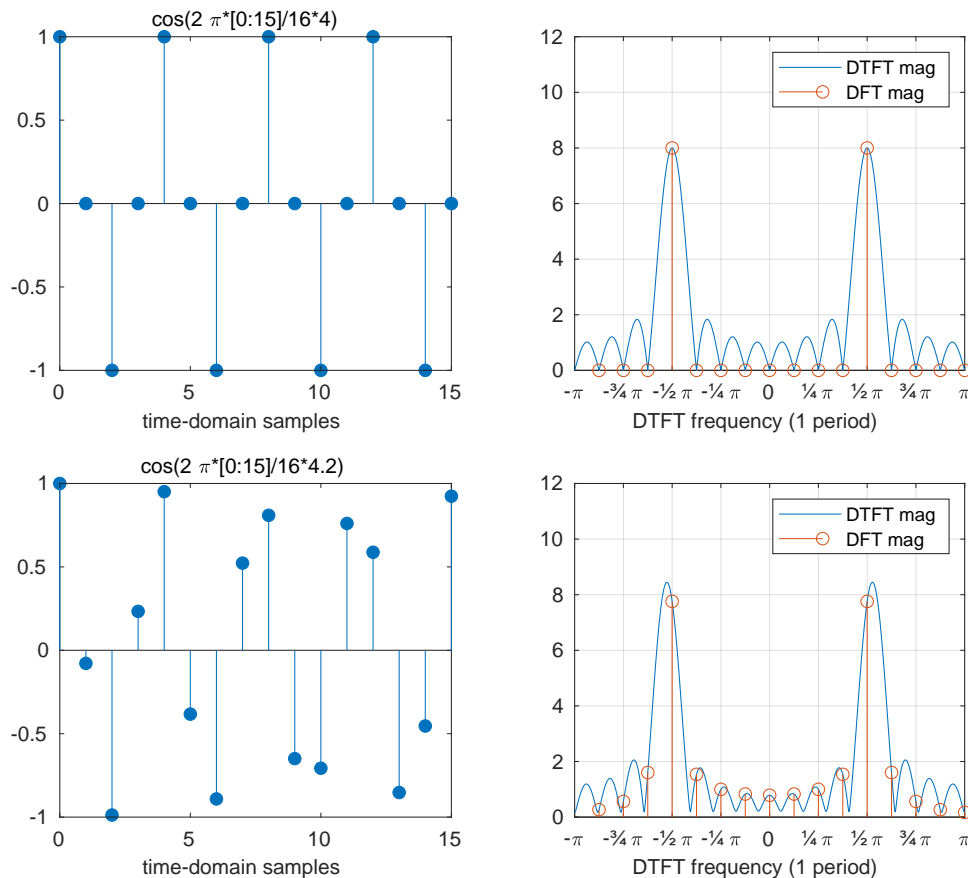 cos(2 π*[0:15]/16*4)
1
0.5
0
-0.5
-1
0
5
10
15
time-domain samples
12
10
8
6
4
2
0
DTFT mag
DFT mag
-π
-¾ π
-½ π
-¼ π
0
¼ π
½ π
¾ π
π
DTFT frequency (1 period)
cos(2 π*[0:15]/16*4.2)
1
0.5
0
-0.5
-1
0
5
10
15
time-domain samples
12
10
8
6
4
2
0
DTFT mag
DFT mag
-π
-¾ π
-½ π
-¼ π
0
¼ π
½ π
¾ π
π
DTFT frequency (1 period)